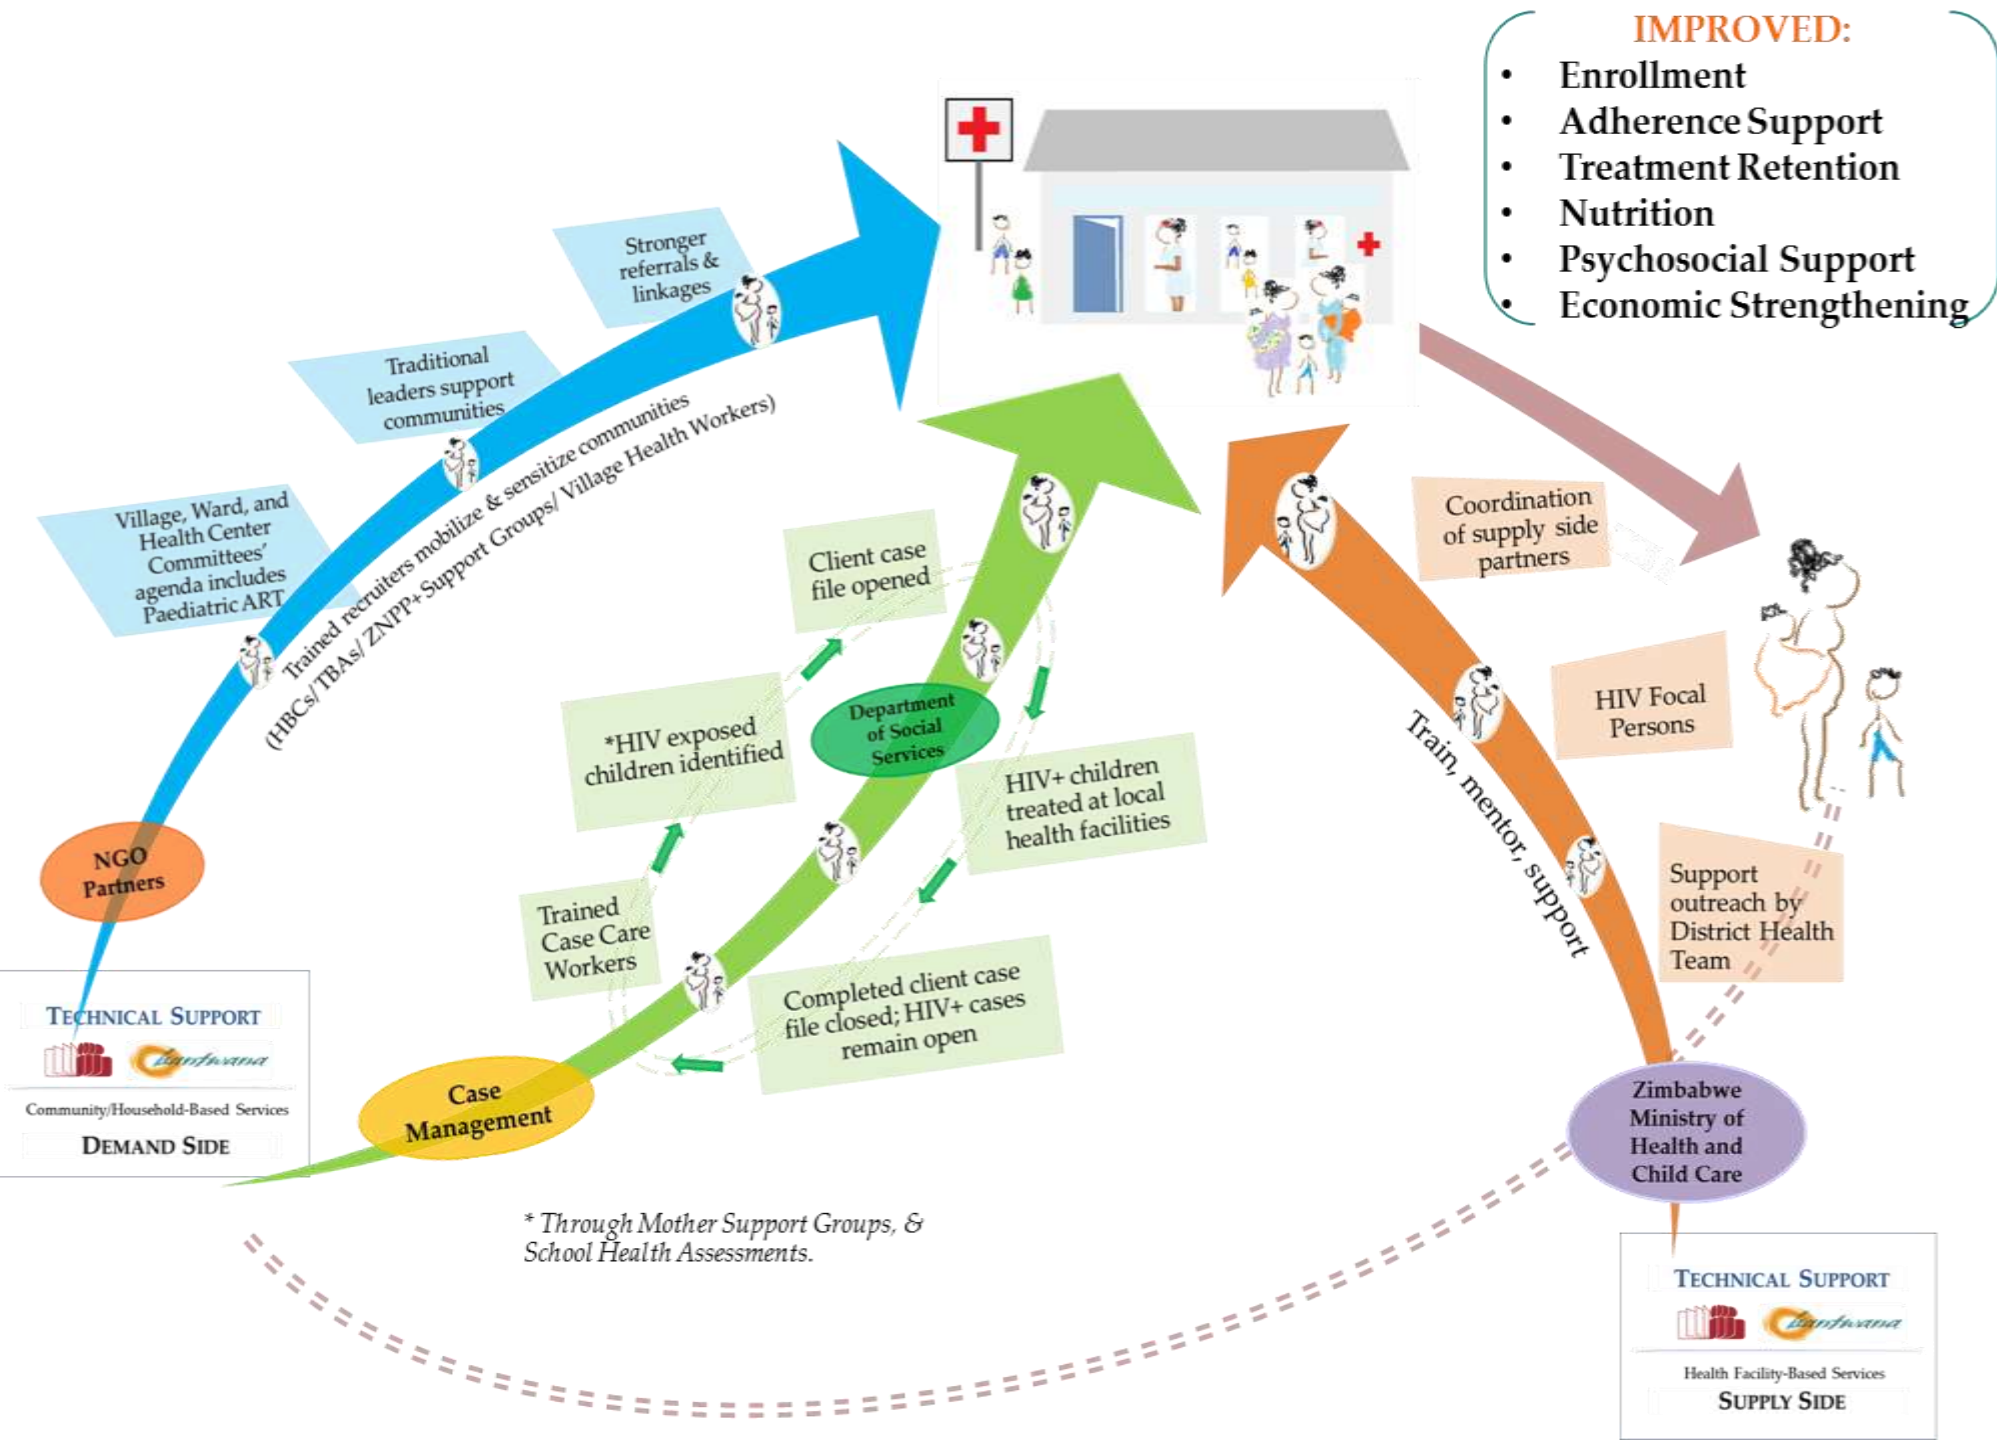 IMPROVED:
• Enrollment
• Adherence Support
• Treatment Retention
• Nutrition
• Psychosocial Support
• Economic Strengthening
Stronger
referrals &
linkages
Traditional
leaders support
communities
Village, Ward, and
Health Center
Committees'
agenda includes
Paediatric ART
Trained recruiters mobilize & sensitize communities
(HBCs/ TBAs/ ZNPP+ Support Groups/ Village Health Workers)
NGO
Partners
TECHNICAL SUPPORT
Bantwana
Community/Household-Based Services
DEMAND SIDE
Client case
file opened
*HIV exposed
children identified
Department
of Social
Services
HIV+ children
treated at local
health facilities
Trained
Case Care
Workers
Completed client case
file closed; HIV+ cases
remain open
Case
Management
* Through Mother Support Groups, &
School Health Assessments.
Coordination
of supply side
partners
HIV Focal
Persons
Train, mentor, support
Support
outreach by
District Health
Team
Zimbabwe
Ministry of
Health and
Child Care
TECHNICAL SUPPORT
Bantwana
Health Facility-Based Services
SUPPLY SIDE